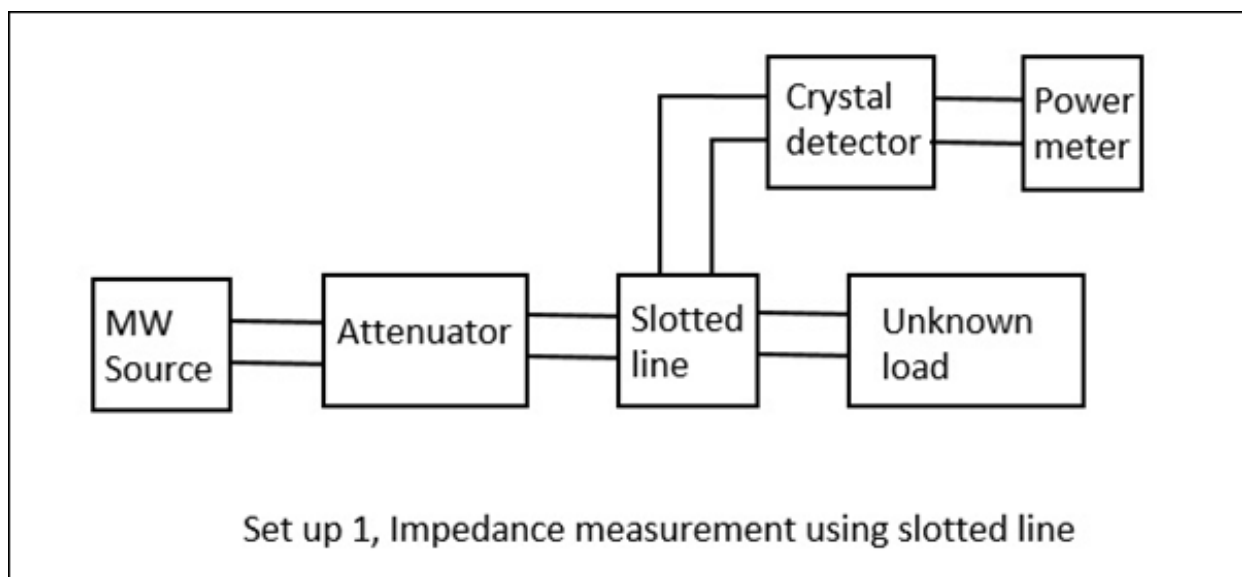 Crystal
detector
Power
meter
MW
Source
Attenuator
Slotted
line
Unknown
load
Set up 1, Impedance measurement using slotted line